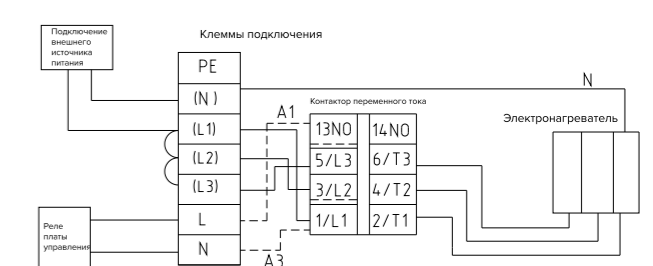 Клеммы подключения
Подключение
внешнего
источника
питания
PE
(N)
(L1)
(L2)
(L3)
L
N
Реле
платы
управления
A1
A3
Контактор переменного тока
13NO 14NO
5/L3 6/T3
3/L2 4/T2
1/L1 2/T1
N
Электронагреватель